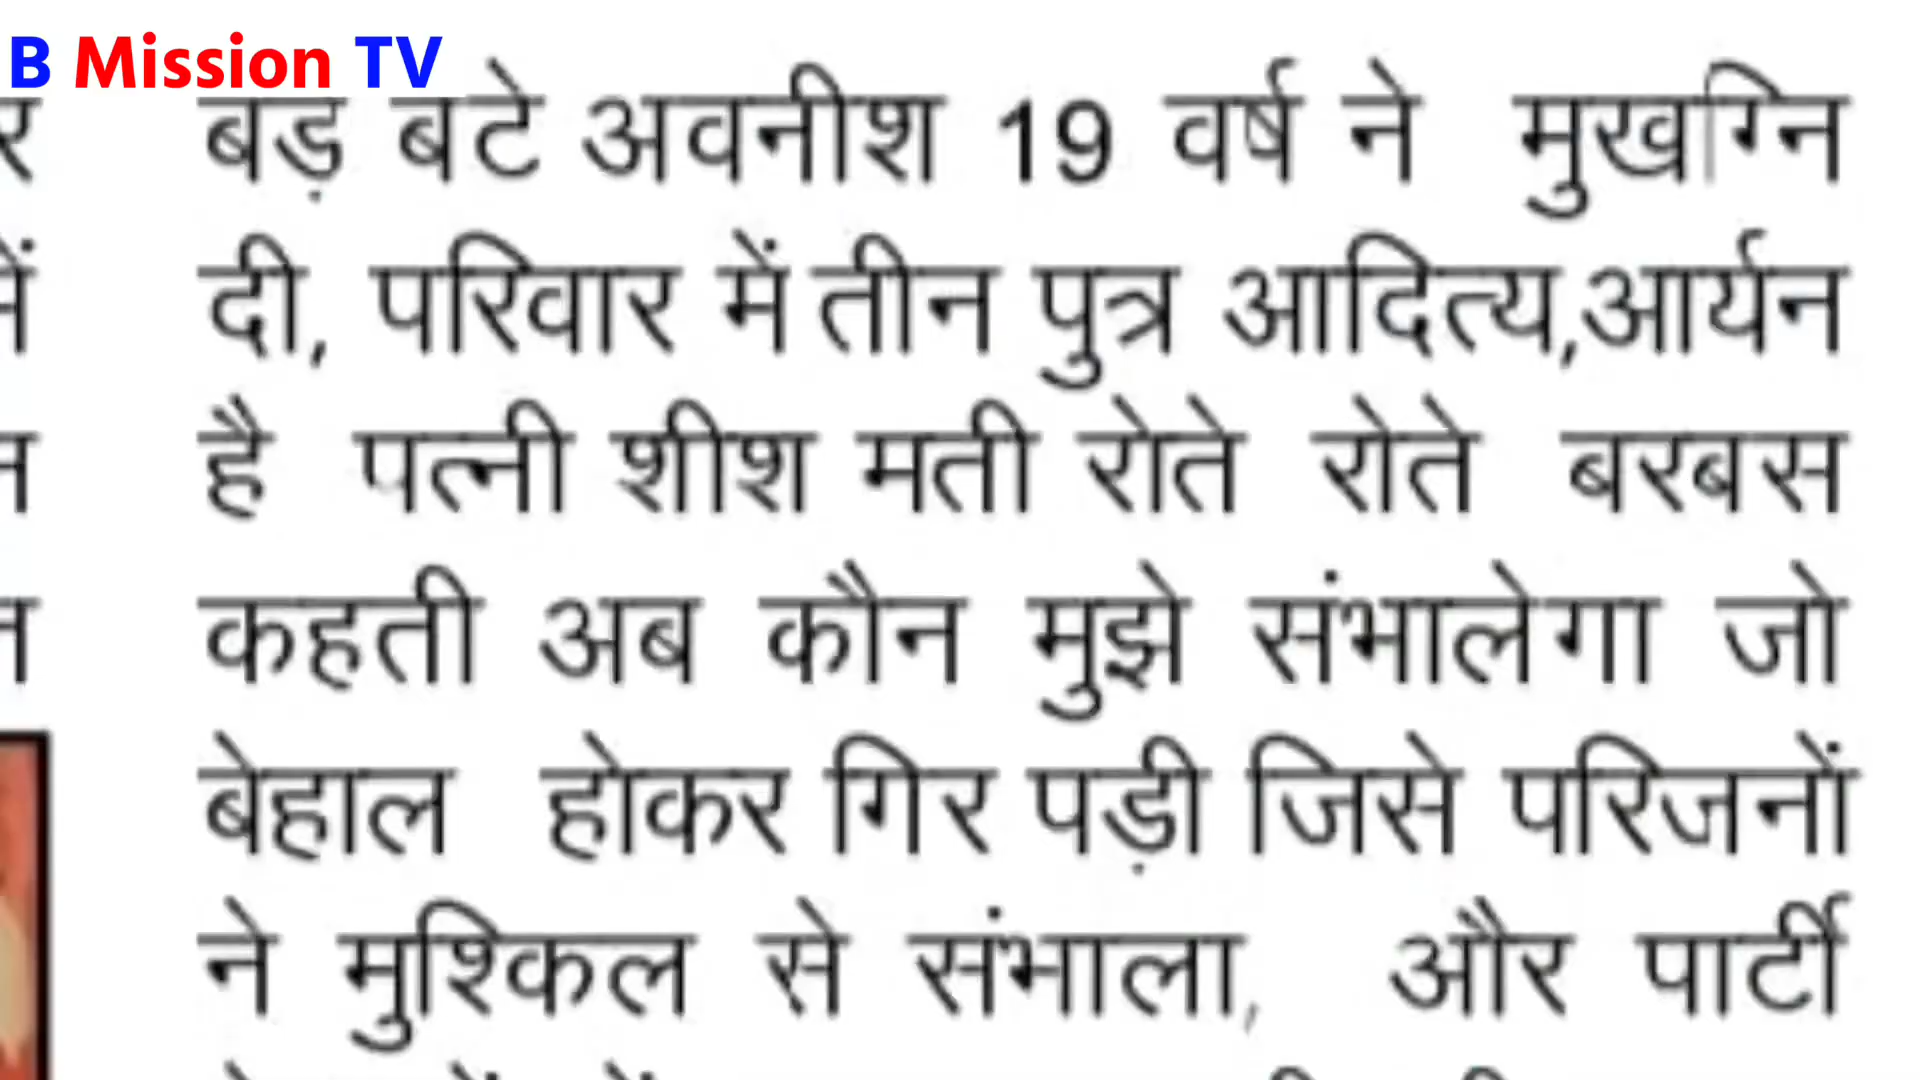 B Mission TV
बड़ बटे अवनीश 19 वर्ष ने मुखाग्नि
दी, परिवार में तीन पुत्र आदित्य,आर्यन
है पत्नी शीश मती रोते रोते बरबस
कहती अब कौन मुझे संभालेगा जो
बेहाल होकर गिर पड़ी जिसे परिजनों
ने मुश्किल से संभाला, और पार्टी